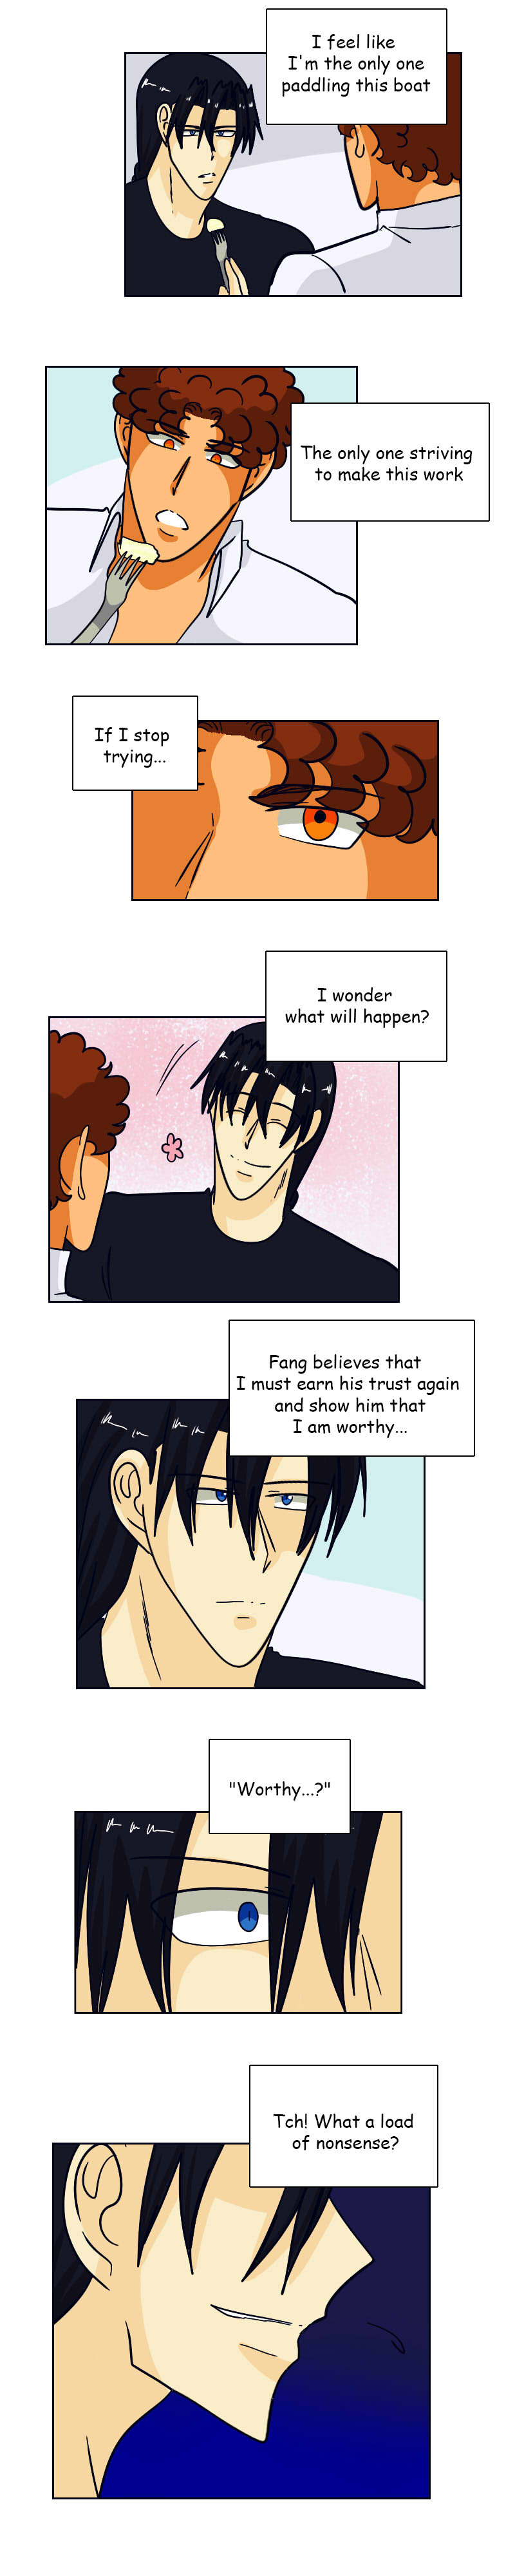 I feel like
I'm the only one
paddling this boat
The only one striving
to make this work
If I stop
trying...
I wonder
what will happen?
Fang believes that
I must earn his trust again
and show him that
I am worthy...
"Worthy...?"
Tch! What a load
of nonsense?